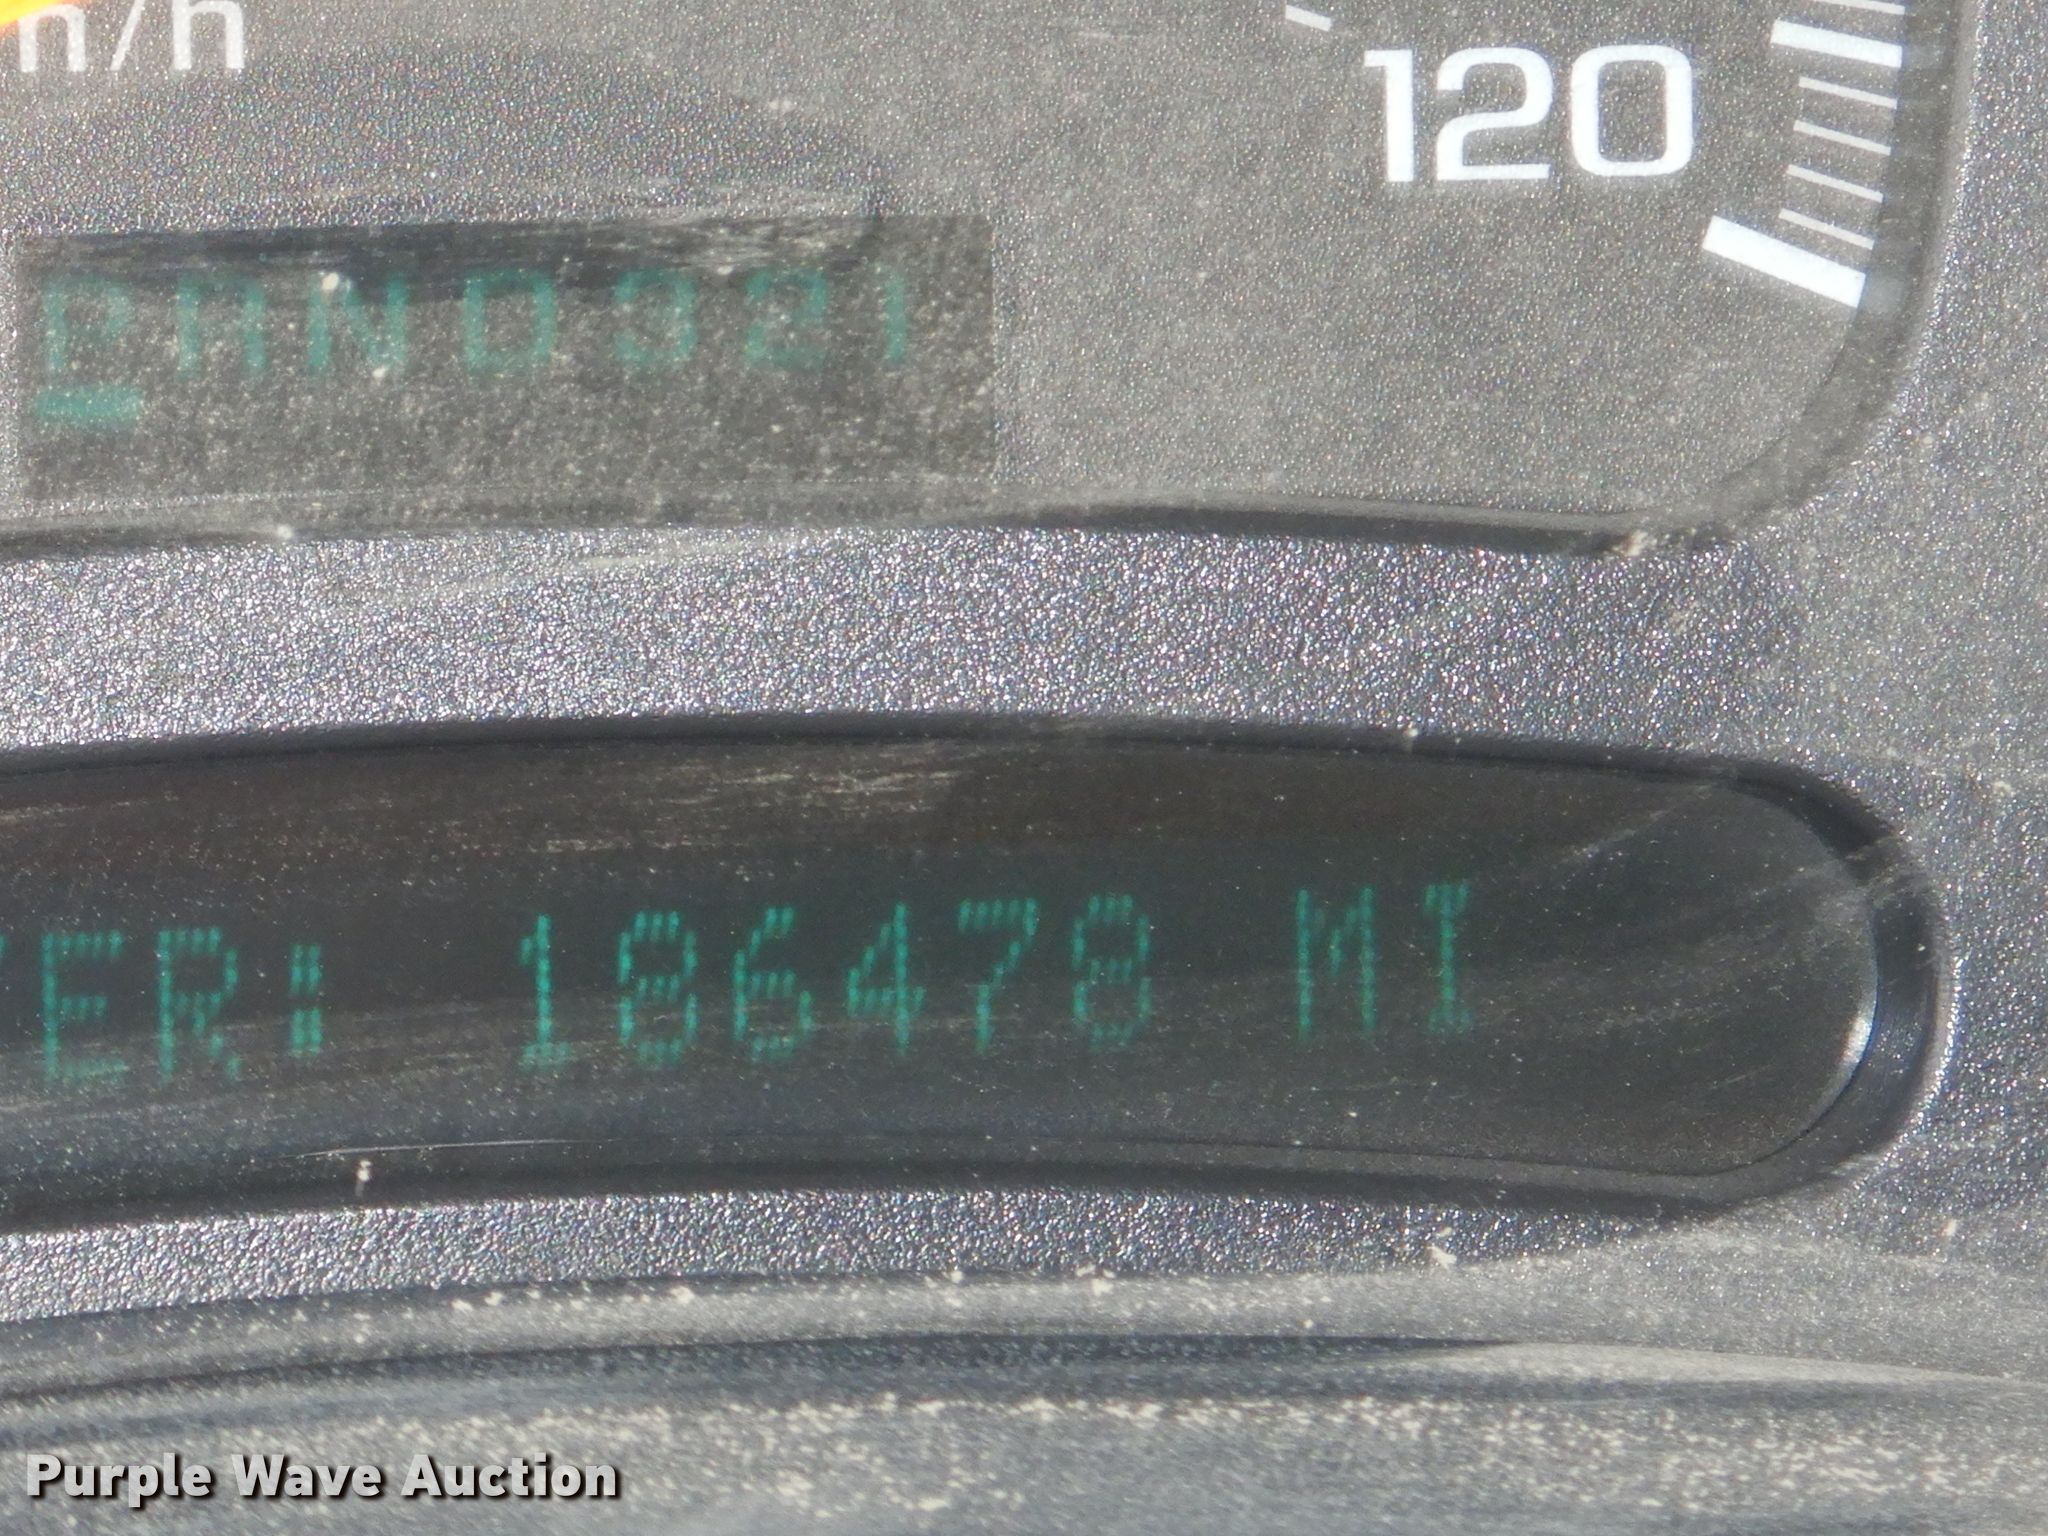 m/h
120
PRND321
ER: 186478 MI
Purple Wave Auction